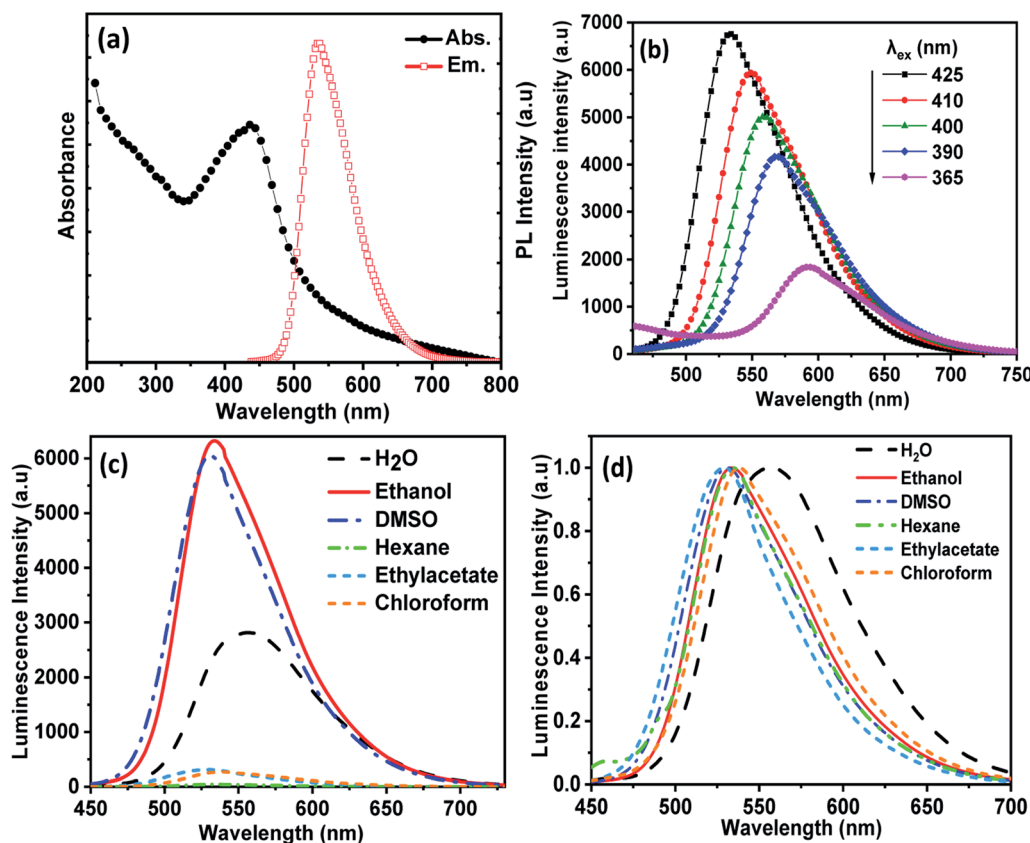 (a)
Abs.
Em.
Absorbance
PL Intensity (a.u)
200 300 400 500 600 700 800
Wavelength (nm)
(b)
λex (nm)
425
410
400
390
365
Luminescence intensity (a.u)
7000
6000
5000
4000
3000
2000
1000
0
500 550 600 650 700 750
Wavelength (nm)
(c)
H2O
Ethanol
DMSO
Hexane
Ethylacetate
Chloroform
Luminescence Intensity (a.u)
6000
5000
4000
3000
2000
1000
0
450 500 550 600 650 700
Wavelength (nm)
(d)
H2O
Ethanol
DMSO
Hexane
Ethylacetate
Chloroform
Luminescence Intensity (a.u)
1.0
0.8
0.6
0.4
0.2
0.0
450 500 550 600 650 700
Wavelength (nm)